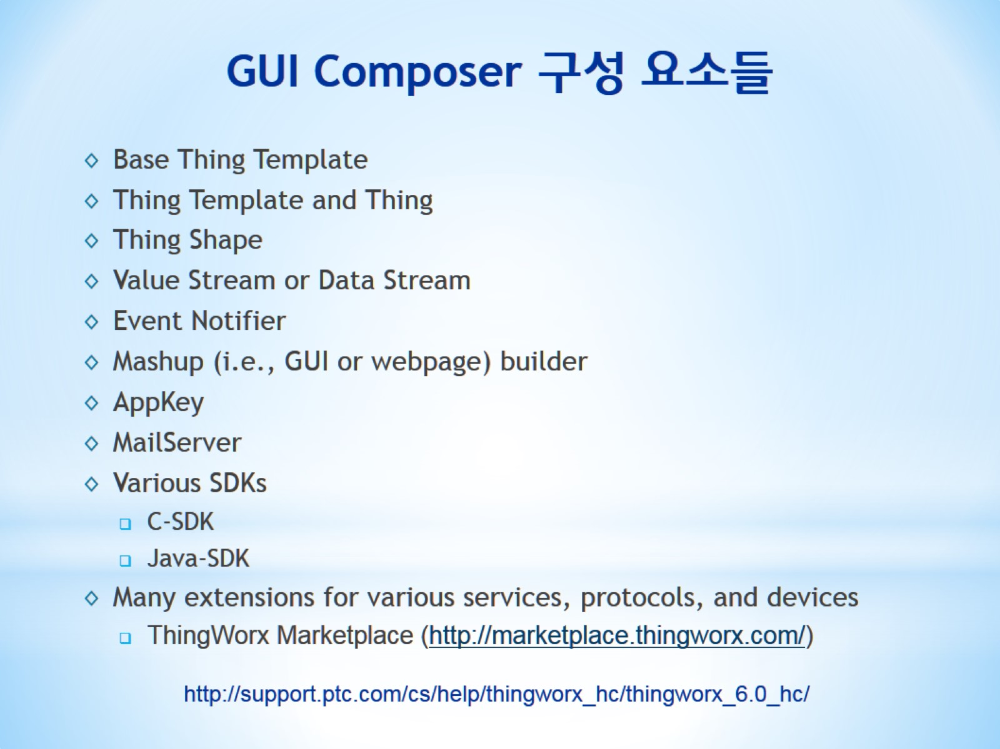 GUI Composer 구성 요소들
Base Thing Template
Thing Template and Thing
Thing Shape
Value Stream or Data Stream
Event Notifier
Mashup (i.e., GUI or webpage) builder
AppKey
MailServer
Various SDKs
C-SDK
Java-SDK
Many extensions for various services, protocols, and devices
ThingWorx Marketplace (http://marketplace.thingworx.com/)
http://support.ptc.com/cs/help/thingworx_hc/thingworx_6.0_hc/